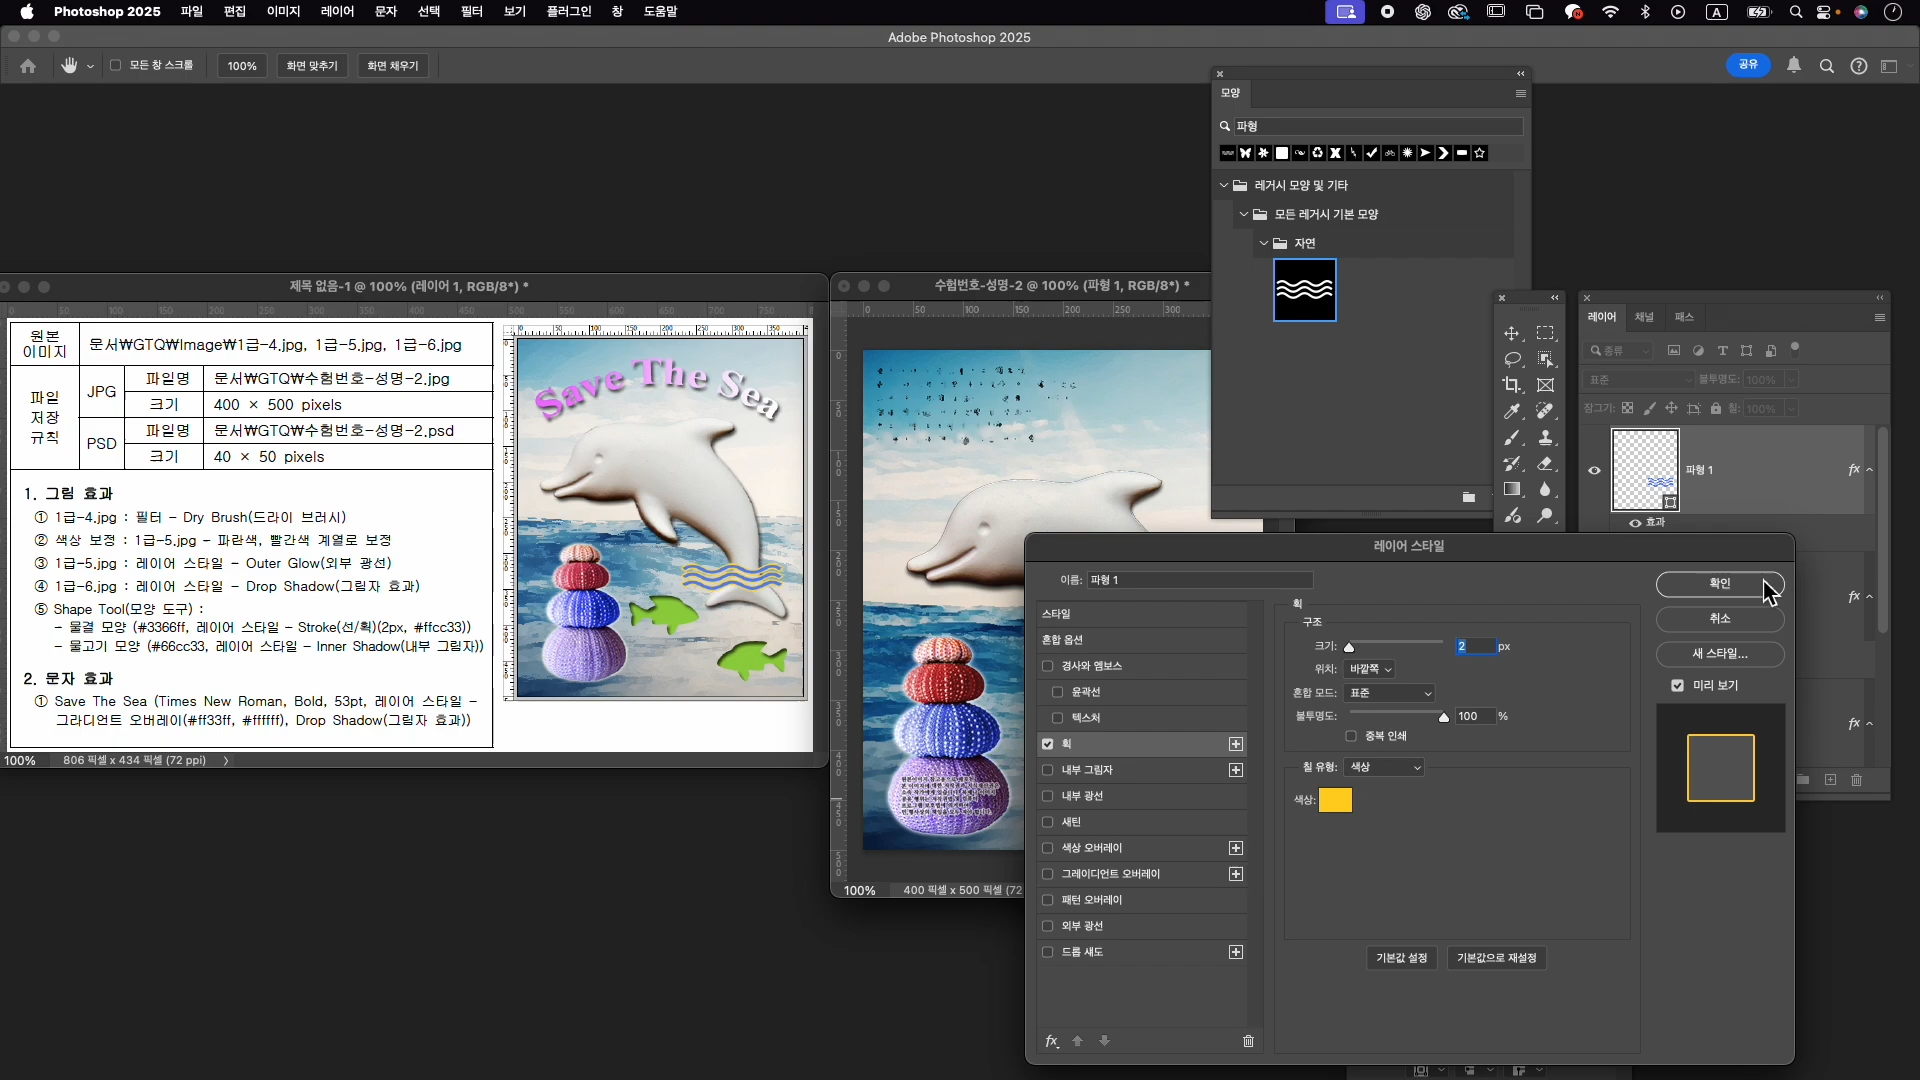 Photoshop 2025 파일 편집 이미지 레이어 문자 선택 필터 보기 플러그인 창 도움말
A
Adobe Photoshop 2025
모든 창 스크롤 100% 화면 맞추기 화면 채우기
공유
모양
파형
레거시 모양 및 기타
모든 레거시 기본 모양
자연
제목 없음-1 @ 100% (레이어 1, RGB/8*) *
원본 이미지 문서₩GTQ₩Image₩1급-4.jpg, 1급-5.jpg, 1급-6.jpg
파일 저장 규칙
JPG 파일명 문서₩GTQ₩수험번호-성명-2.jpg
크기 400 × 500 pixels
PSD 파일명 문서₩GTQ₩수험번호-성명-2.psd
크기 40 × 50 pixels
1. 그림 효과
① 1급-4.jpg : 필터 - Dry Brush(드라이 브러시)
② 색상 보정 : 1급-5.jpg - 파란색, 빨간색 계열로 보정
③ 1급-5.jpg : 레이어 스타일 - Outer Glow(외부 광선)
④ 1급-6.jpg : 레이어 스타일 - Drop Shadow(그림자 효과)
⑤ Shape Tool(모양 도구) :
- 물결 모양 (#3366ff, 레이어 스타일 - Stroke(선/획)(2px, #ffcc33))
- 물고기 모양 (#66cc33, 레이어 스타일 - Inner Shadow(내부 그림자))
2. 문자 효과
① Save The Sea (Times New Roman, Bold, 53pt, 레이어 스타일 -
그라디언트 오버레이(#ff33ff, #ffffff), Drop Shadow(그림자 효과))
Save The Sea
100% 806 픽셀 x 434 픽셀 (72 ppi)
수험번호-성명-2 @ 100% (파형 1, RGB/8*) *
100% 400 픽셀 x 500 픽셀 (72
레이어 채널 패스
종류
표준 불투명도: 100%
잠그기: 칠: 100%
파형 1
fx
효과
fx
fx
레이어 스타일
이름: 파형 1
스타일
혼합 옵션
경사와 엠보스
윤곽선
텍스처
획
내부 그림자
내부 광선
새틴
색상 오버레이
그레이디언트 오버레이
패턴 오버레이
외부 광선
드롭 섀도
fx
획
구조
크기: 2 px
위치: 바깥쪽
혼합 모드: 표준
불투명도: 100 %
중복 인쇄
칠 유형: 색상
색상:
기본값 설정 기본값으로 재설정
확인
취소
새 스타일...
미리 보기